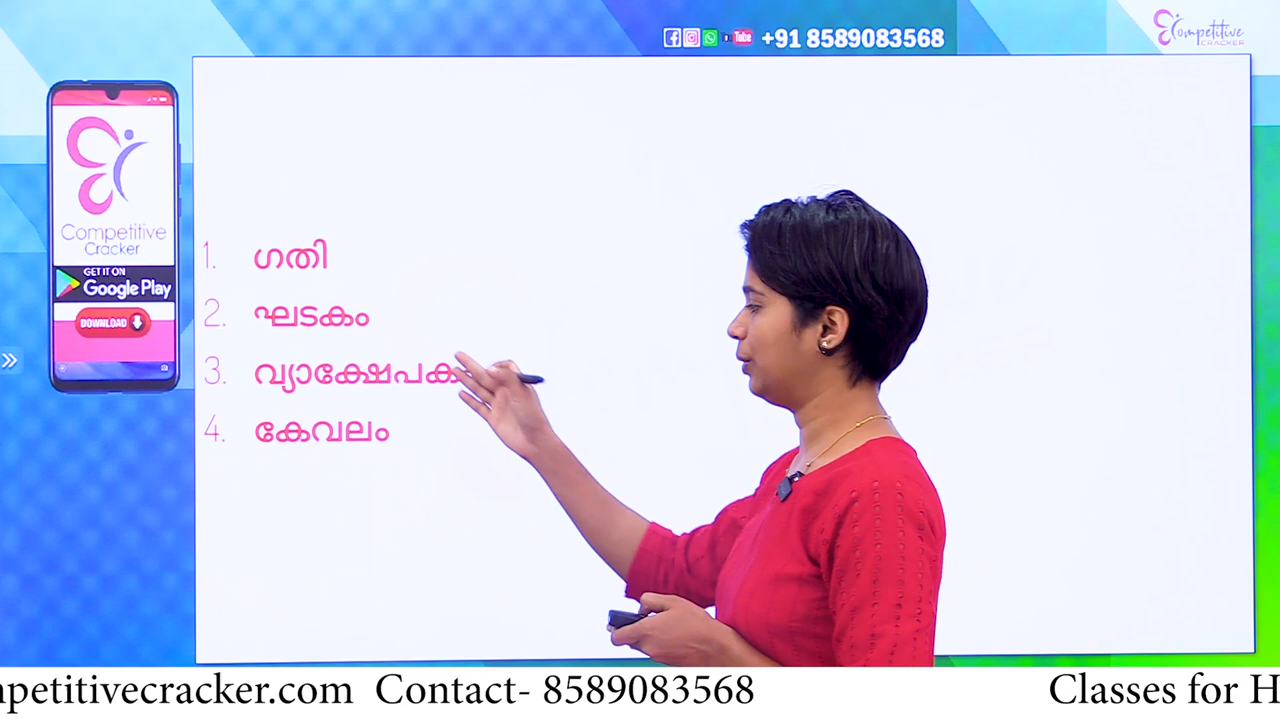 +91 8589083568
Competitive
CRACKER
Competitive
Cracker
GET IT ON
Google Play
DOWNLOAD
1. ഗതി
2. ഘടകം
3. വ്യാക്ഷേപക
4. കേവലം
mpetitivecracker.com Contact- 8589083568 Classes for H